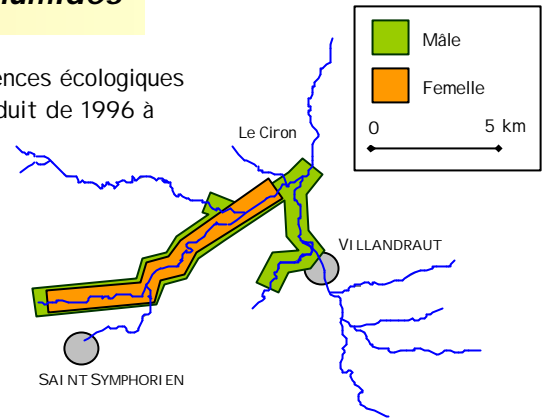 ences écologiques
duit de 1996 à
Mâle
Femelle
0 5 km
Le Ciron
VILLANDRAUT
SAINT SYMPHORIEN